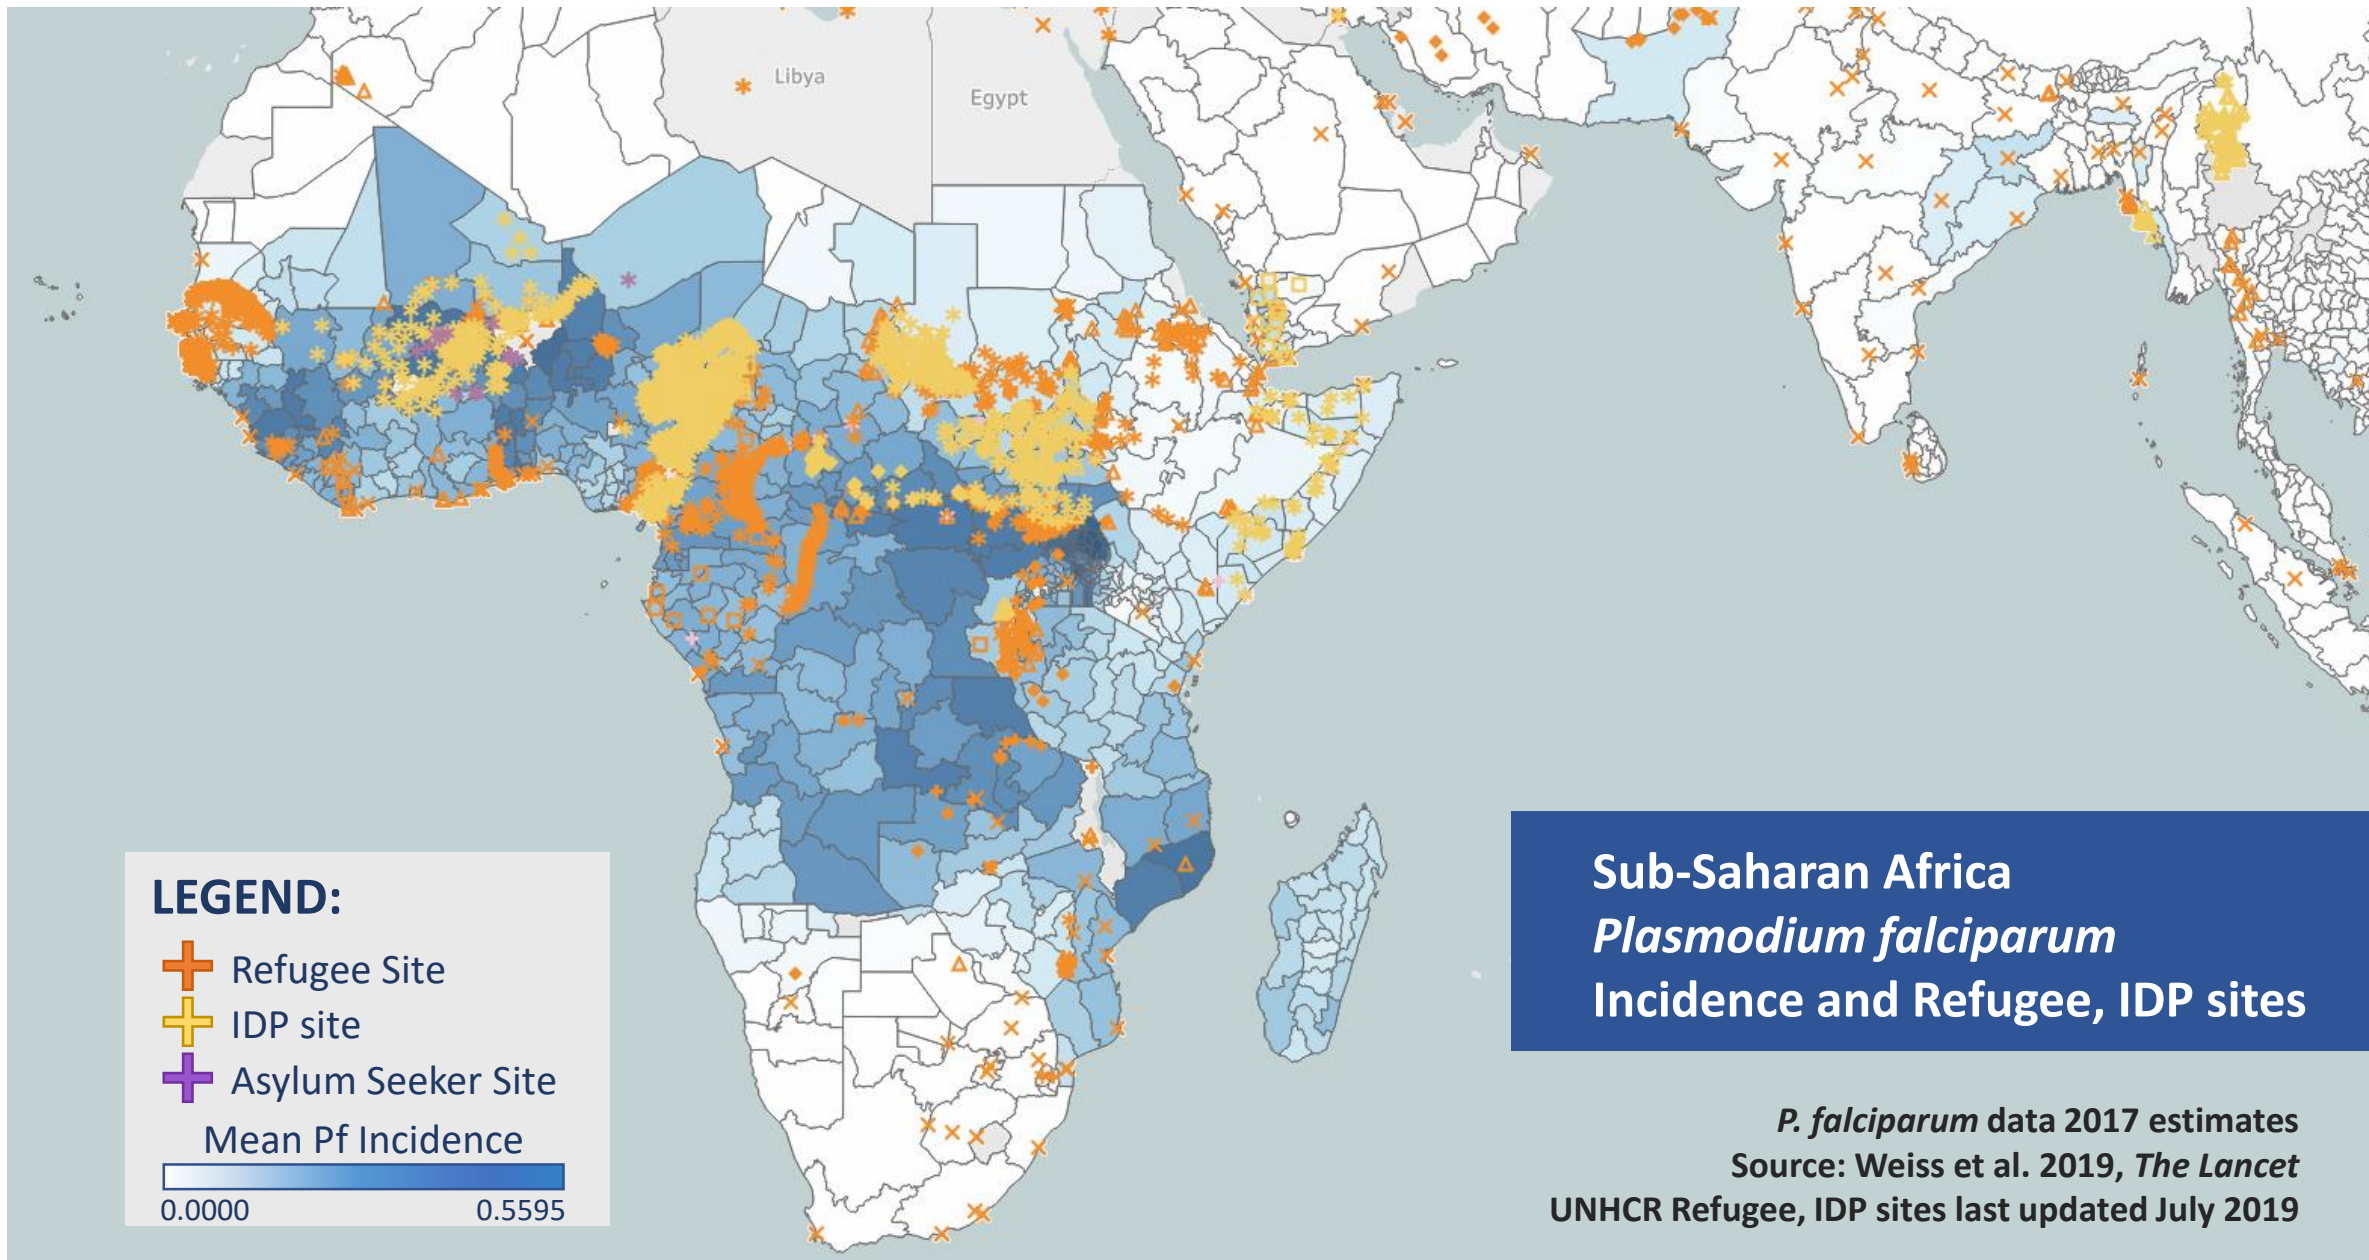 Libya
Egypt
LEGEND:
Refugee Site
IDP site
Asylum Seeker Site
Mean Pf Incidence
0.0000 0.5595
Sub-Saharan Africa
Plasmodium falciparum
Incidence and Refugee, IDP sites
P. falciparum data 2017 estimates
Source: Weiss et al. 2019, The Lancet
UNHCR Refugee, IDP sites last updated July 2019